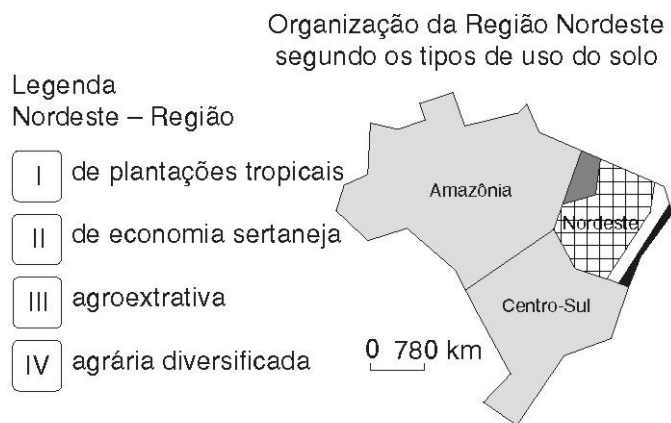 Organização da Região Nordeste
segundo os tipos de uso do solo
Legenda
Nordeste – Região
I de plantações tropicais
II de economia sertaneja
III agroextrativa
IV agrária diversificada
Amazônia
Nordeste
Centro-Sul
0 780 km